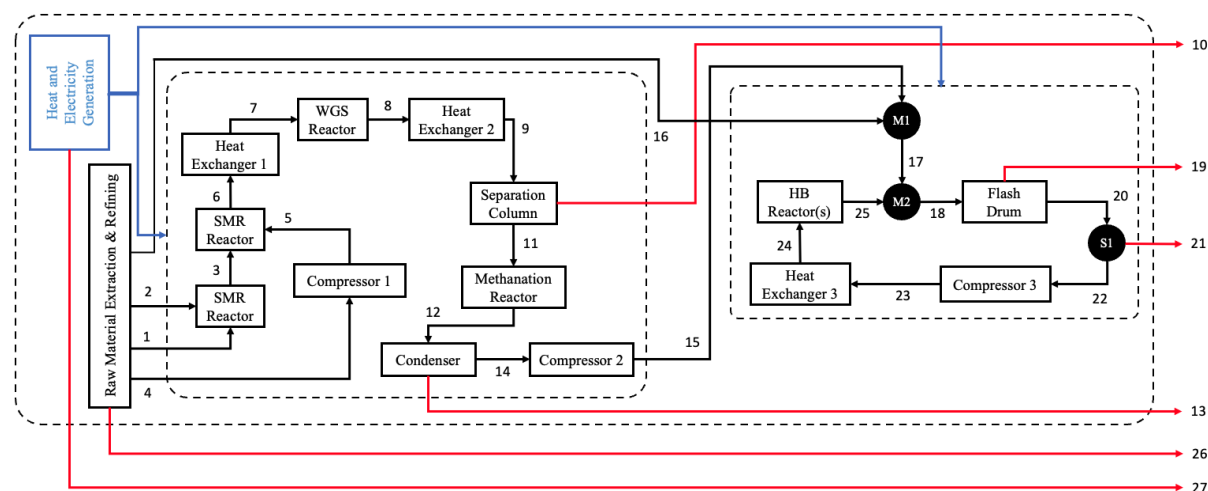 10
Heat and
Electricity
Generation
7
WGS
Reactor
8
Heat
Exchanger 2
9
16
M1
Heat
Exchanger 1
17
19
6
Separation
Column
HB
Reactor(s)
25
M2
18
Flash
Drum
20
SMR
Reactor
5
11
24
S1
21
3
Compressor 1
Methanation
Reactor
Heat
Exchanger 3
23
Compressor 3
22
Raw Material Extraction & Refining
2
SMR
Reactor
1
12
4
Condenser
14
Compressor 2
15
13
26
27